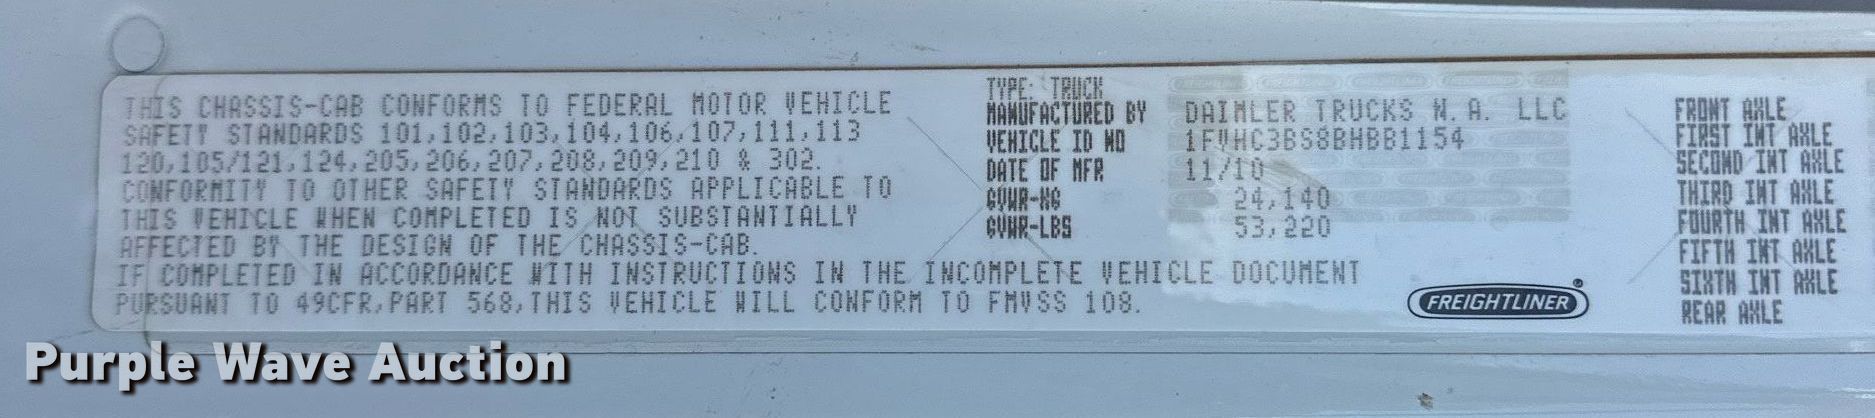 THIS CHASSIS-CAB CONFORMS TO FEDERAL MOTOR VEHICLE
SAFETY STANDARDS 101,102,103,104,106,107,111,113
120,105/121,124,205,206,207,208,209,210 & 302.
CONFORMITY TO OTHER SAFETY STANDARDS APPLICABLE TO
THIS VEHICLE WHEN COMPLETED IS NOT SUBSTANTIALLY
AFFECTED BY THE DESIGN OF THE CHASSIS-CAB.
IF COMPLETED IN ACCORDANCE WITH INSTRUCTIONS IN THE INCOMPLETE VEHICLE DOCUMENT
PURSUANT TO 49CFR,PART 568,THIS VEHICLE WILL CONFORM TO FMVSS 108.
TYPE: TRUCK
MANUFACTURED BY DAIMLER TRUCKS N.A. LLC
VEHICLE ID NO 1FVHC3BS8BHBB1154
DATE OF MFR 11/10
GVWR-KG 24,140
GVWR-LBS 53,220
FREIGHTLINER
FRONT AXLE
FIRST INT AXLE
SECOND INT AXLE
THIRD INT AXLE
FOURTH INT AXLE
FIFTH INT AXLE
SIXTH INT AXLE
REAR AXLE
Purple Wave Auction